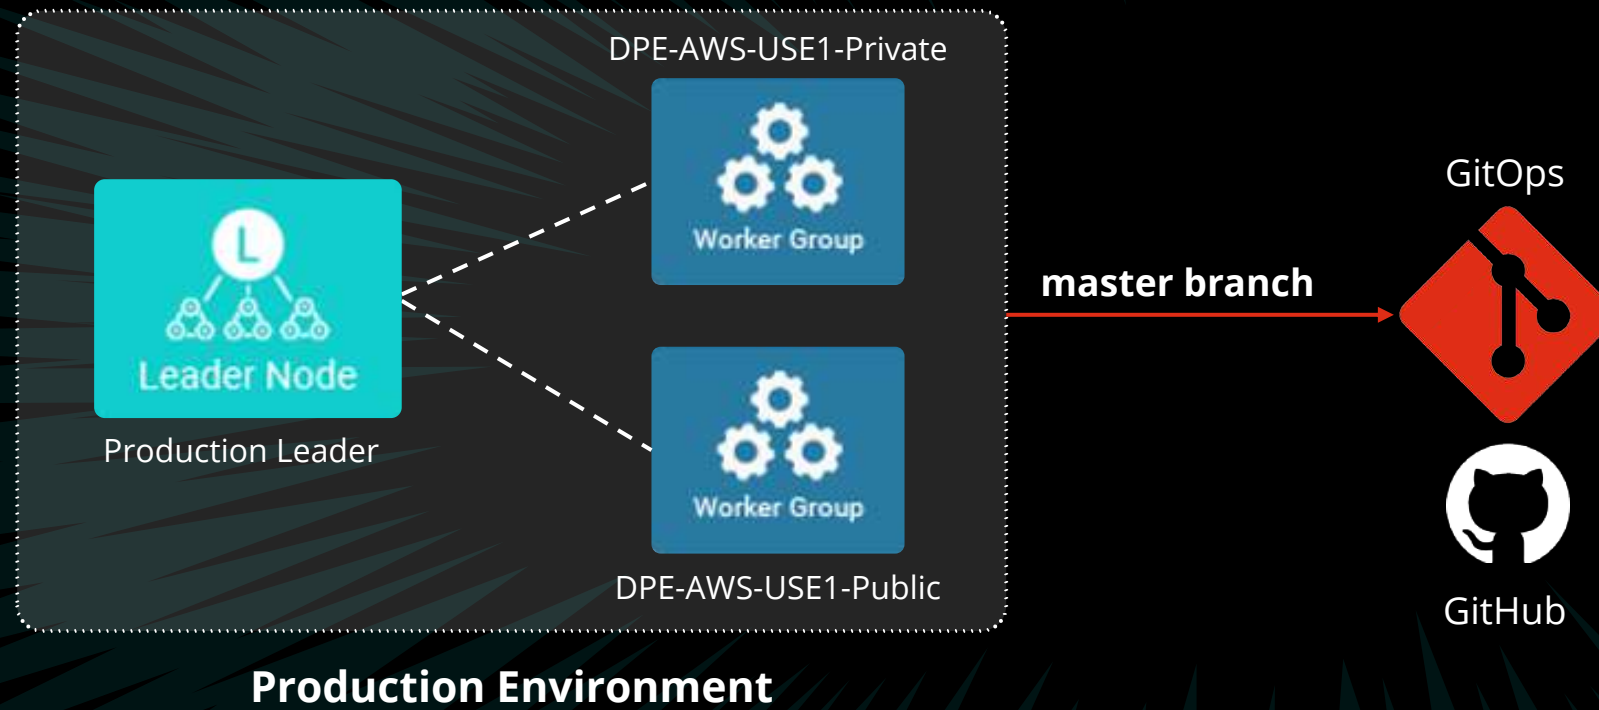 DPE-AWS-USE1-Private
Worker Group
L
Leader Node
Production Leader
Worker Group
DPE-AWS-USE1-Public
Production Environment
master branch
GitOps
GitHub